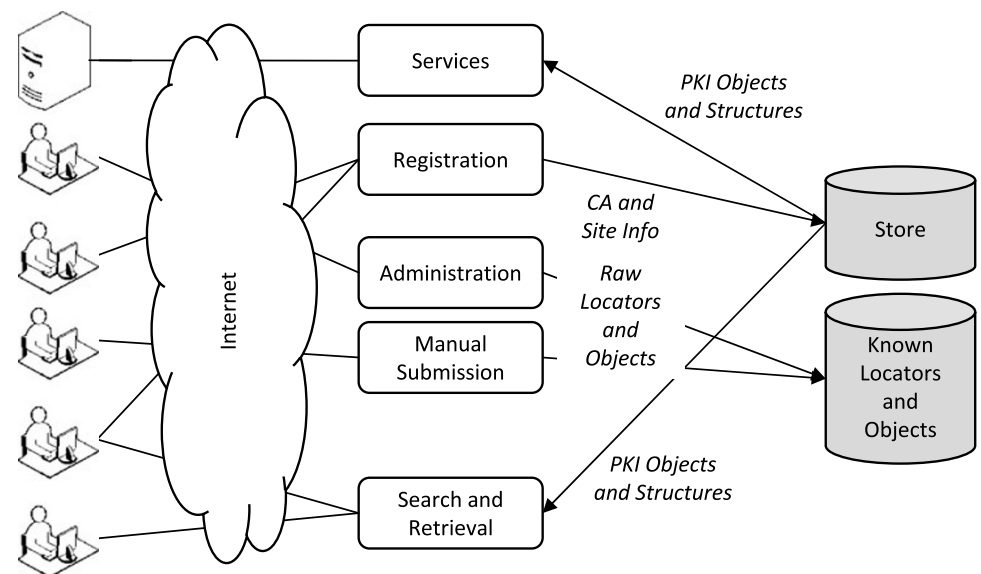 Services
PKI Objects
and Structures
Registration
CA and
Site Info
Store
Internet
Administration
Raw
Locators
and
Objects
Manual
Submission
Known
Locators
and
Objects
PKI Objects
and Structures
Search and
Retrieval